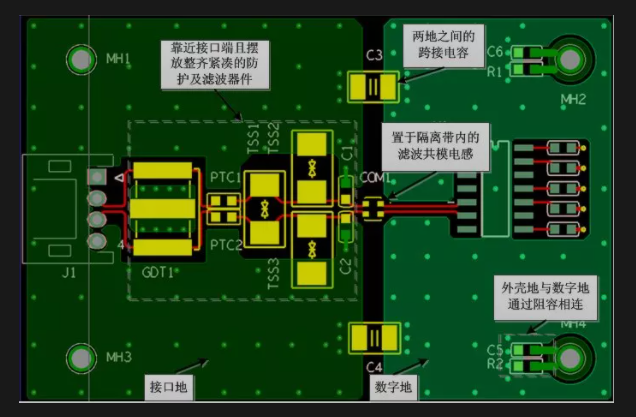 靠近接口端且摆
放整齐紧凑的防
护及滤波器件
两地之间的
跨接电容
C3
C6
R1
MH1
MH2
置于隔离带内的
滤波共模电感
TSS1
TSS2
C1
PTC1
COM1
4
PTC2
J1
GDT1
TSS3
C2
外壳地与数字地
通过阻容相连
MH4
C5
R2
MH3
C4
接口地
数字地